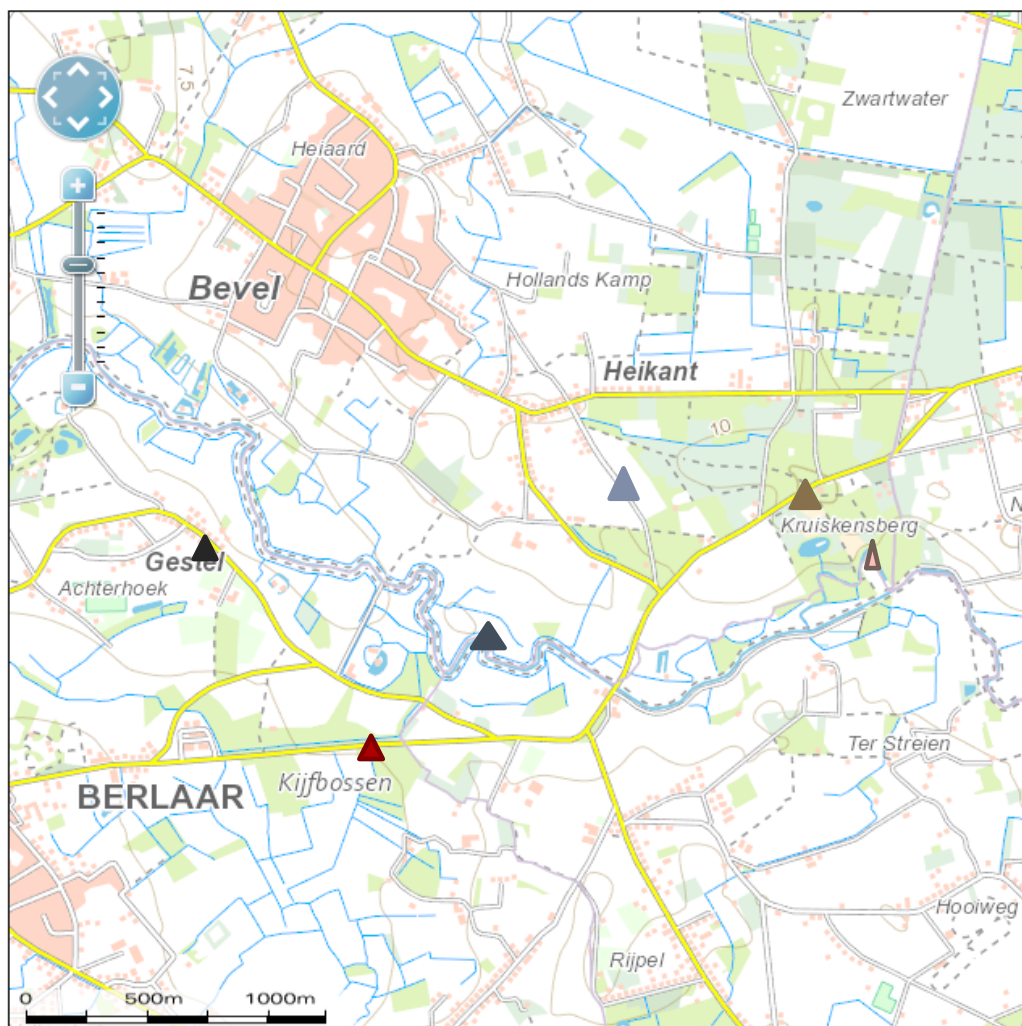 7.5
Zwartwater
Heiaard
+
Bevel
Hollands Kamp
−
Heikant
10
Kruiskensberg
N
Gestel
Achterhoek
Ter Streien
Kijfbossen
BERLAAR
Hooiweg
Rijpel
0 500m 1000m